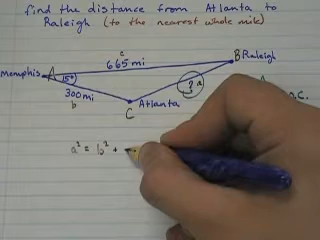 find the distance from Atlanta to
Raleigh (to the nearest whole mile)
c
665 mi
B Raleigh
Memphis A
15°
300 mi
b
? a
C Atlanta
a² = b² +